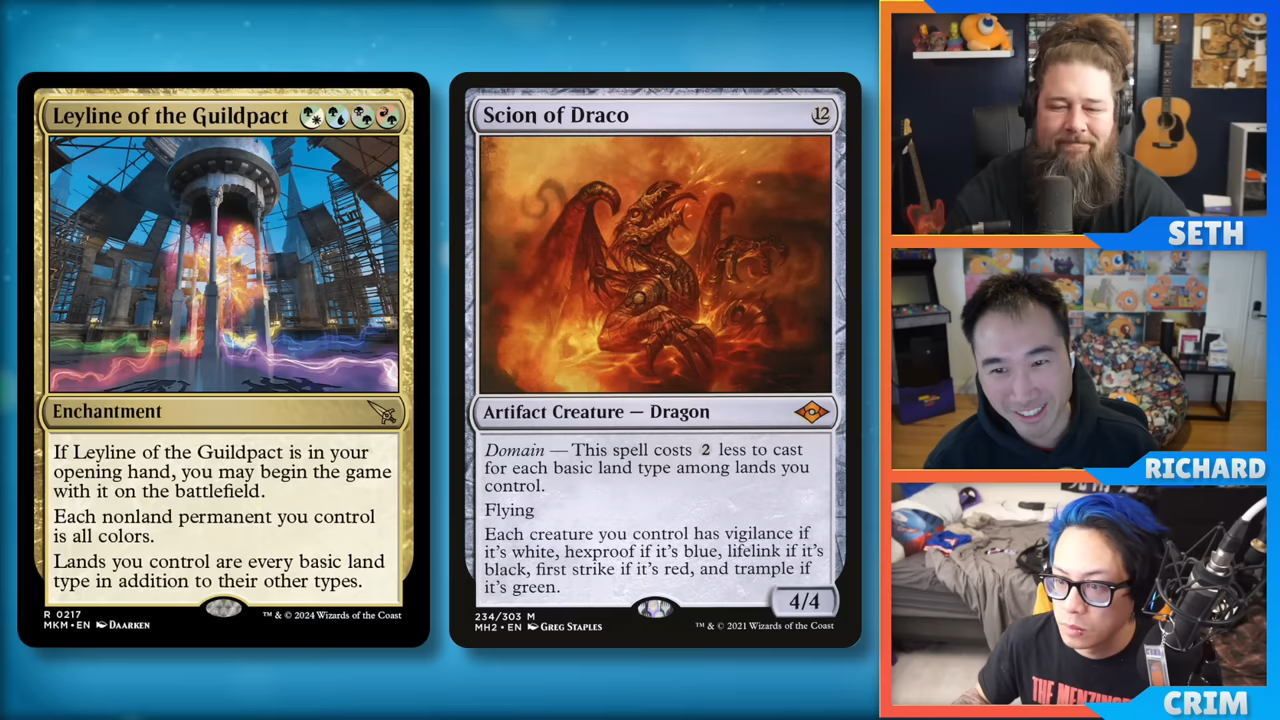 Leyline of the Guildpact
Enchantment
If Leyline of the Guildpact is in your
opening hand, you may begin the game
with it on the battlefield.
Each nonland permanent you control
is all colors.
Lands you control are every basic land
type in addition to their other types.
R 0217
MKM • EN DAARKEN
™ & © 2024 Wizards of the Coast
Scion of Draco
12
Artifact Creature — Dragon
Domain — This spell costs 2 less to cast
for each basic land type among lands you
control.
Flying
Each creature you control has vigilance if
it's white, hexproof if it's blue, lifelink if it's
black, first strike if it's red, and trample if
it's green.
4/4
234/303 M
MH2 • EN GREG STAPLES
™ & © 2021 Wizards of the Coast
SETH
RICHARD
CRIM